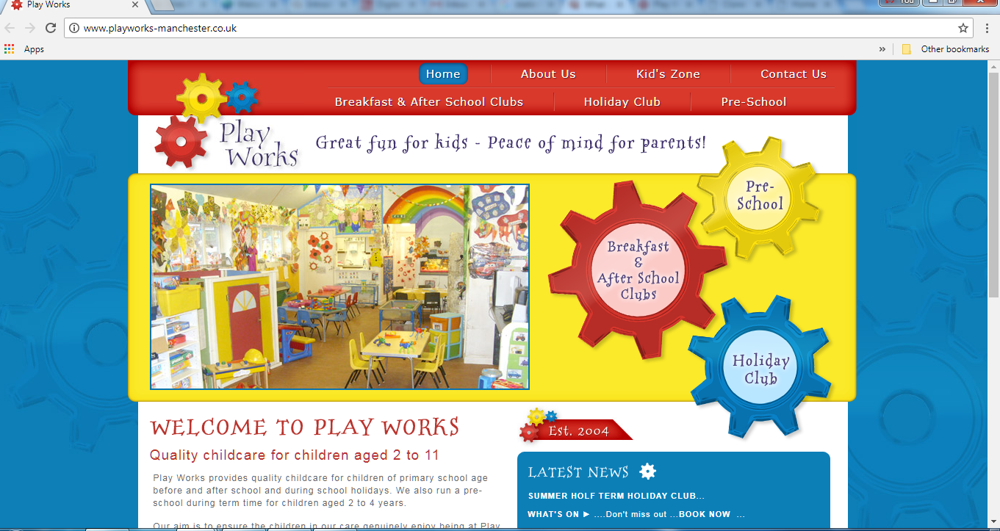 Play Works
You
www.playworks-manchester.co.uk
Apps
» Other bookmarks
Home About Us Kid's Zone Contact Us
Breakfast & After School Clubs Holiday Club Pre-School
Play
Works
Great fun for kids - Peace of mind for parents!
Pre-
School
Breakfast
&
After School
Clubs
Holiday
Club
WELCOME TO PLAY WORKS
Est. 2004
Quality childcare for children aged 2 to 11
LATEST NEWS
Play Works provides quality childcare for children of primary school age
before and after school and during school holidays. We also run a pre-
school during term time for children aged 2 to 4 years.
SUMMER HOLF TERM HOLIDAY CLUB...
WHAT'S ON ► ....Don't miss out ...BOOK NOW ...
Our aim is to ensure the children in our care genuinely enjoy being at Play